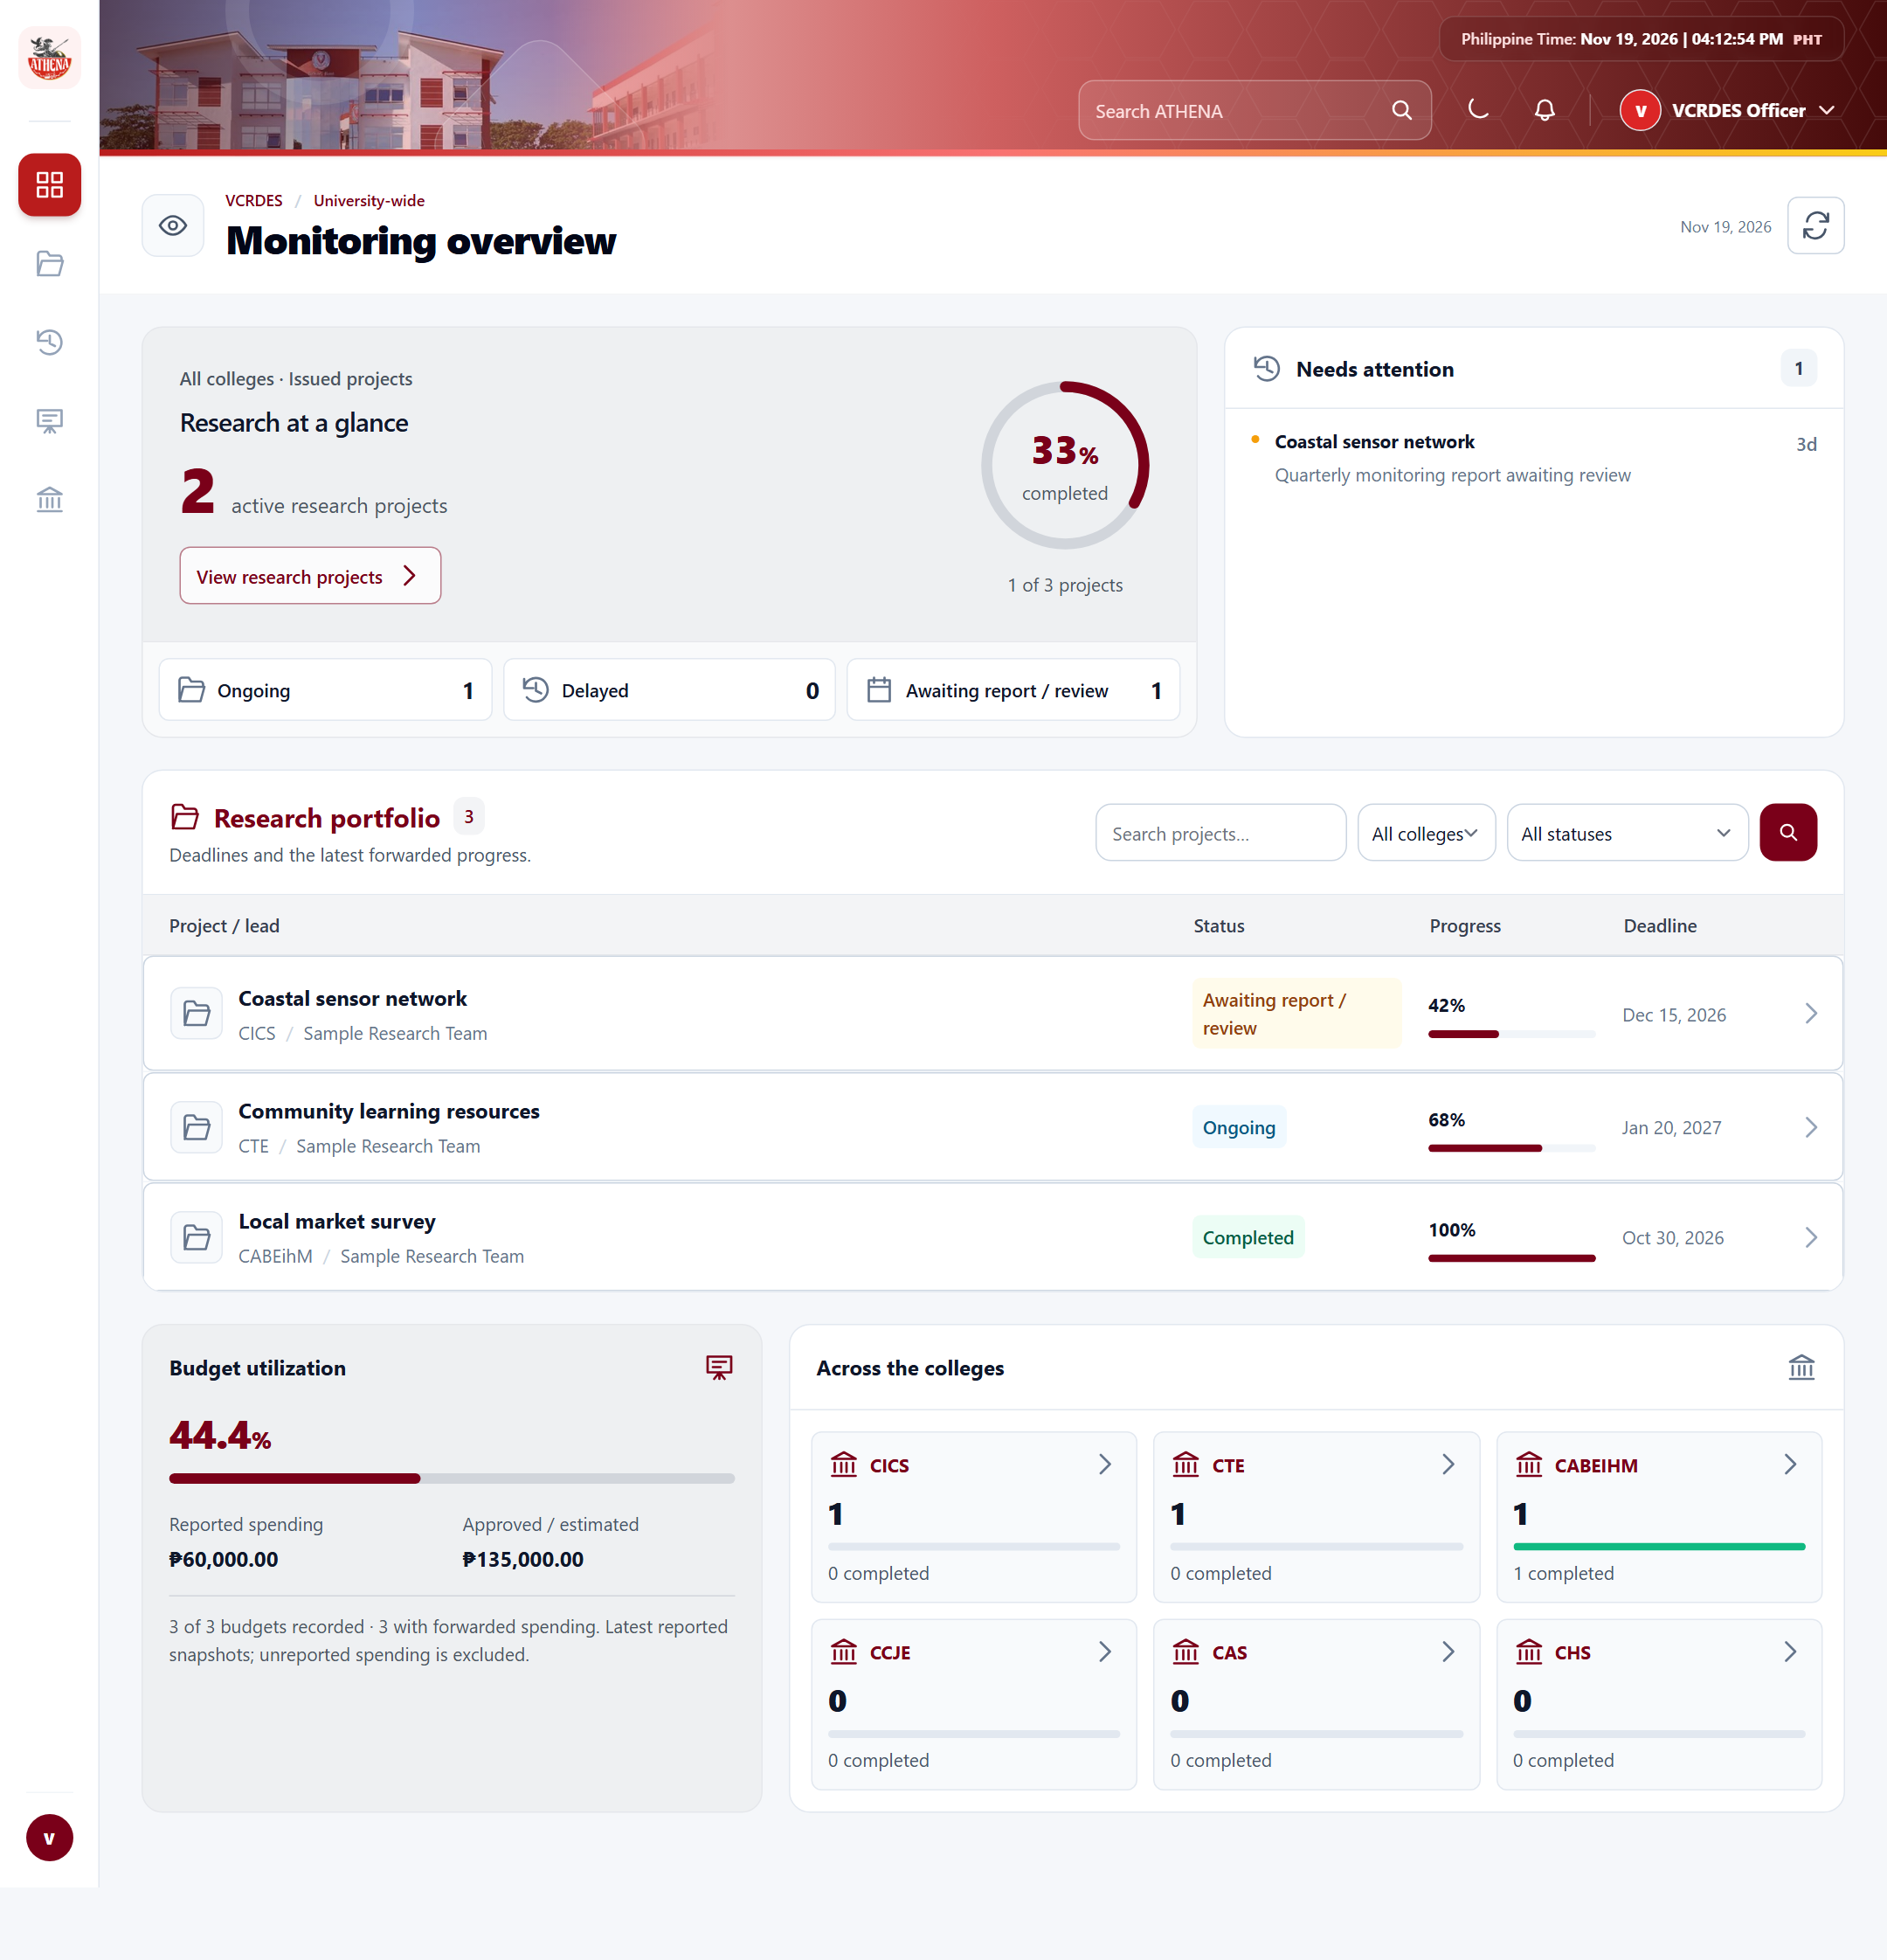 ATHENA
Philippine Time: Nov 19, 2026 | 04:12:54 PM PHT
Search ATHENA
V
VCRDES Officer
VCRDES / University-wide
Monitoring overview
Nov 19, 2026
All colleges · Issued projects
Research at a glance
2 active research projects
View research projects
33%
completed
1 of 3 projects
Ongoing 1
Delayed 0
Awaiting report / review 1
Needs attention 1
Coastal sensor network 3d
Quarterly monitoring report awaiting review
Research portfolio 3
Deadlines and the latest forwarded progress.
Search projects...
All colleges
All statuses
Project / lead Status Progress Deadline
Coastal sensor network
CICS / Sample Research Team
Awaiting report /
review
42%
Dec 15, 2026
Community learning resources
CTE / Sample Research Team
Ongoing
68%
Jan 20, 2027
Local market survey
CABEihM / Sample Research Team
Completed
100%
Oct 30, 2026
Budget utilization
44.4%
Reported spending
₱60,000.00
Approved / estimated
₱135,000.00
3 of 3 budgets recorded · 3 with forwarded spending. Latest reported
snapshots; unreported spending is excluded.
Across the colleges
CICS
1
0 completed
CTE
1
0 completed
CABEIHM
1
1 completed
CCJE
0
0 completed
CAS
0
0 completed
CHS
0
0 completed
V